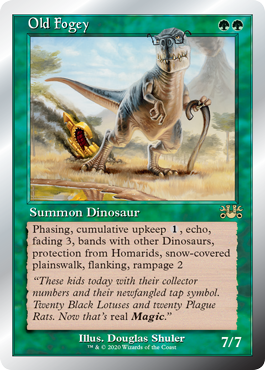 Old Fogey
Summon Dinosaur
Phasing, cumulative upkeep 1, echo,
fading 3, bands with other Dinosaurs,
protection from Homarids, snow-covered
plainswalk, flanking, rampage 2
“These kids today with their collector
numbers and their newfangled tap symbol.
Twenty Black Lotuses and twenty Plague
Rats. Now that’s real Magic.”
Illus. Douglas Shuler
™ & © 2020 Wizards of the Coast
7/7